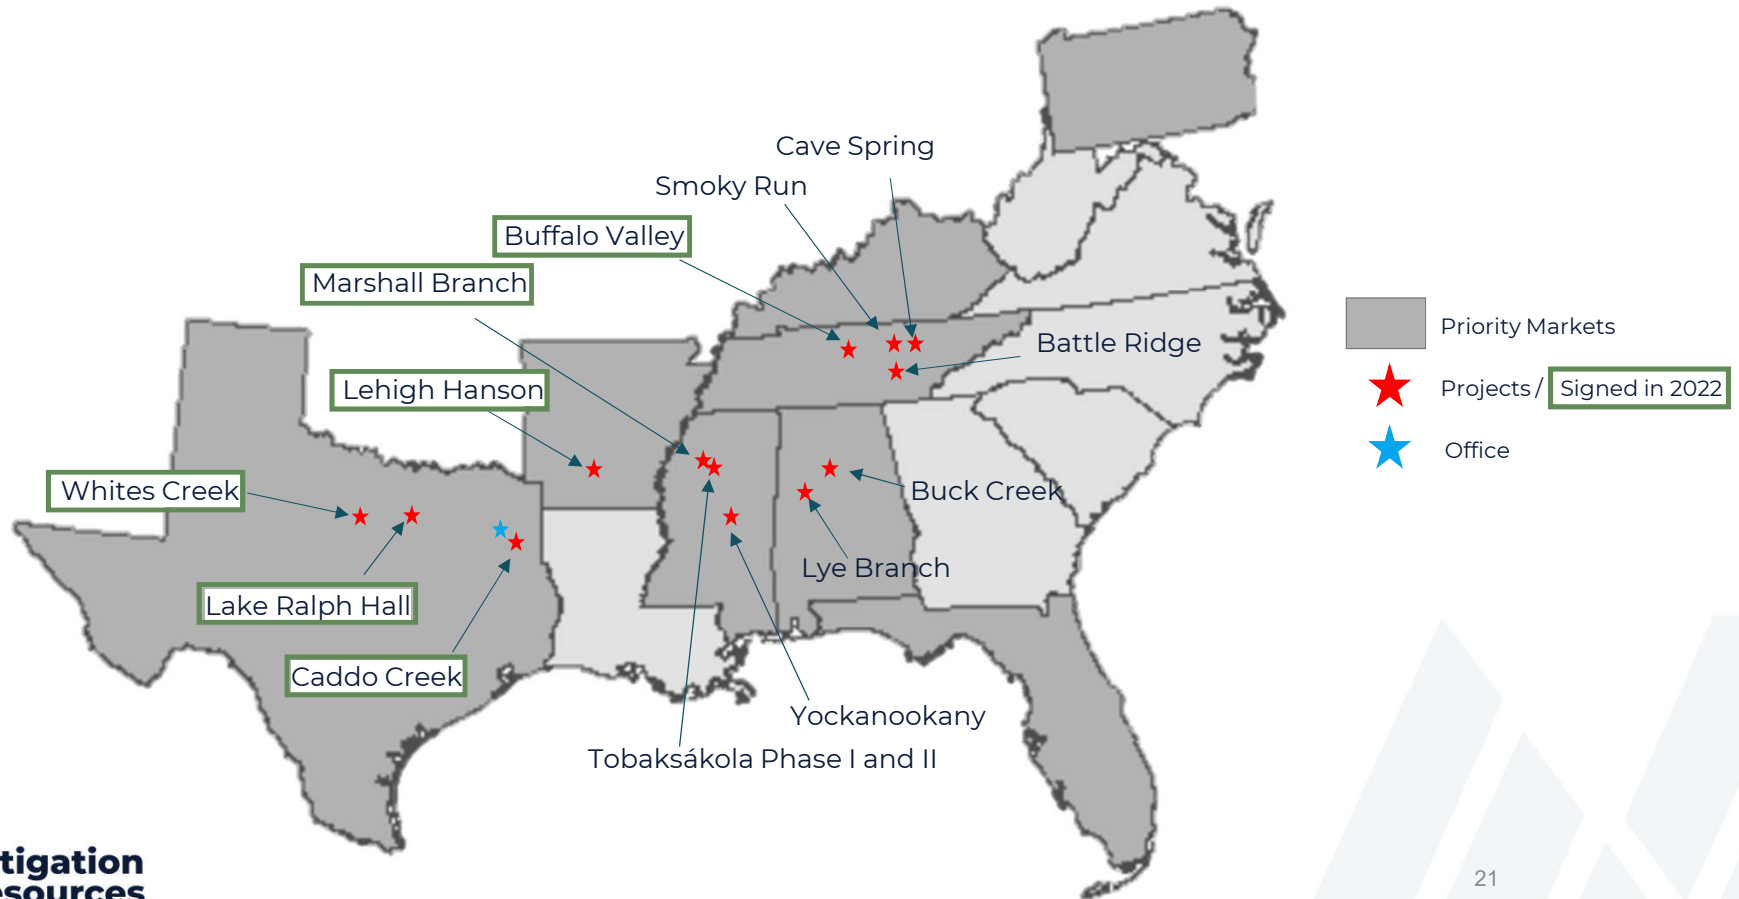 Cave Spring
Smoky Run
Buffalo Valley
Marshall Branch
Battle Ridge
Lehigh Hanson
Whites Creek
Buck Creek
Lye Branch
Lake Ralph Hall
Caddo Creek
Yockanookany
Tobaksákola Phase I and II
Priority Markets
Projects / Signed in 2022
Office
tigation
esources
21